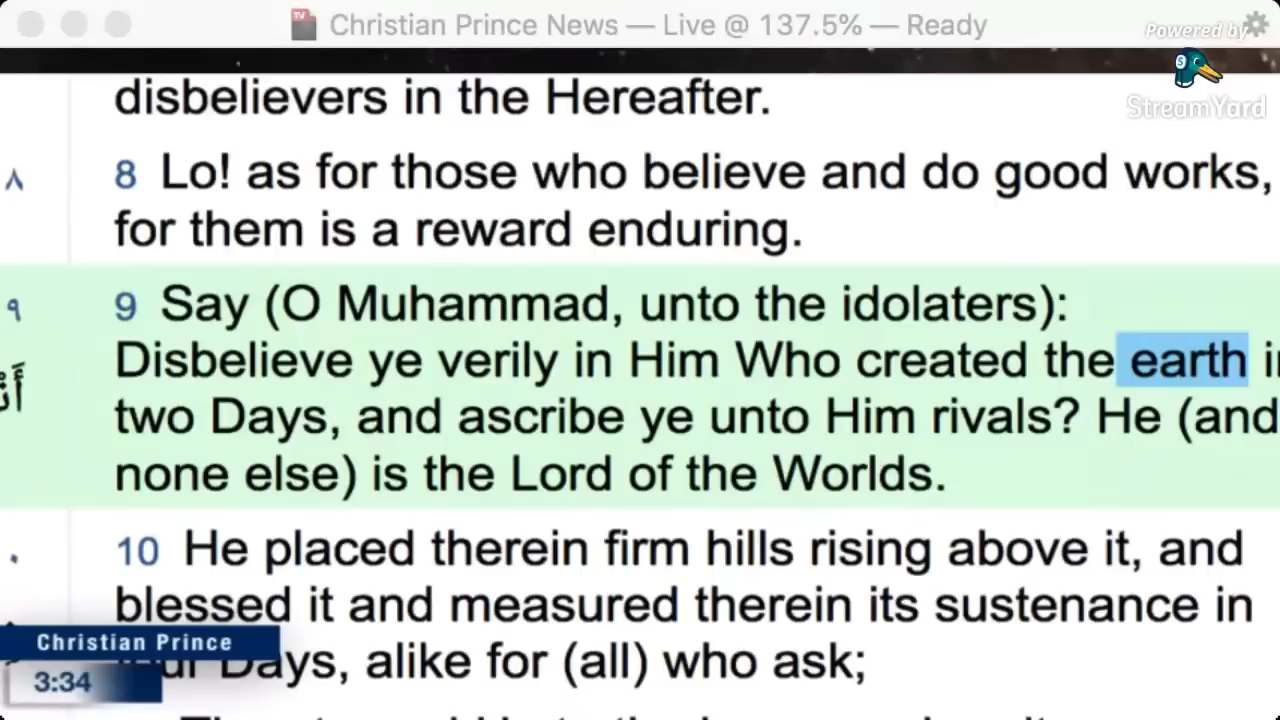 Christian Prince News — Live @ 137.5% — Ready
Powered by
StreamYard
disbelievers in the Hereafter.
٨
8 Lo! as for those who believe and do good works,
for them is a reward enduring.
٩
9 Say (O Muhammad, unto the idolaters):
Disbelieve ye verily in Him Who created the earth
two Days, and ascribe ye unto Him rivals? He (and
none else) is the Lord of the Worlds.
10 He placed therein firm hills rising above it, and
blessed it and measured therein its sustenance in
Days, alike for (all) who ask;
Christian Prince
3:34